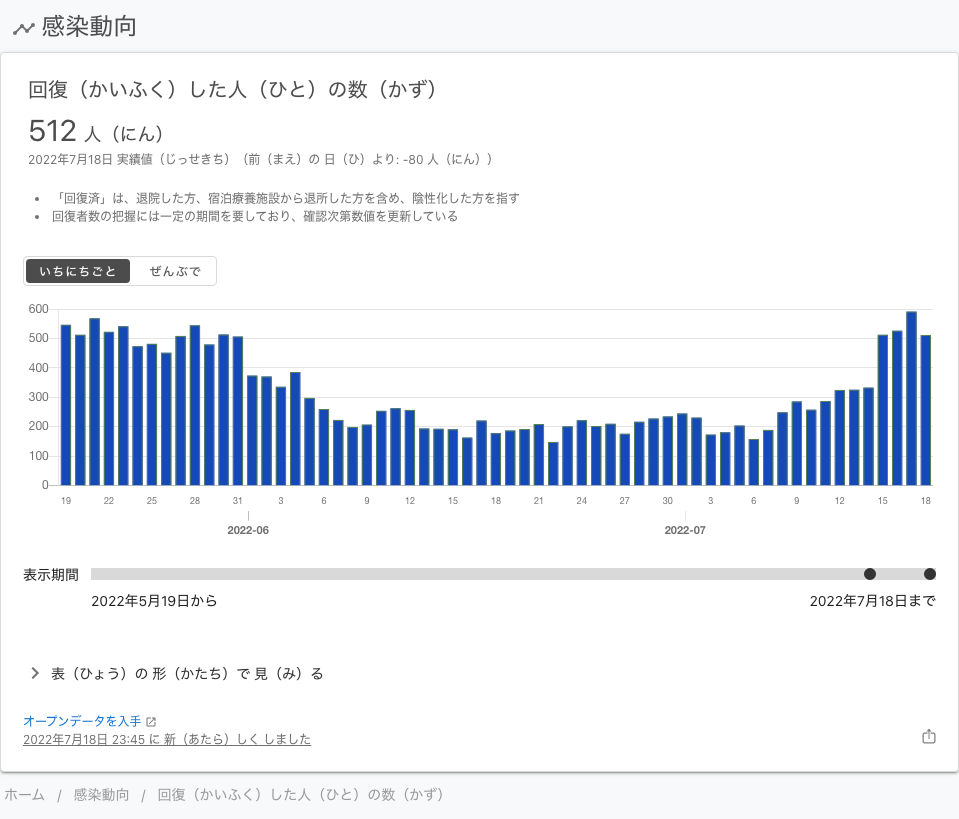 感染動向
回復（かいふく）した人（ひと）の数（かず）
512 人（にん）
2022年7月18日 実績値（じっせきち）（前（まえ）の 日（ひ）より: -80 人（にん））
「回復済」は、退院した方、宿泊療養施設から退所した方を含め、陰性化した方を指す
回復者数の把握には一定の期間を要しており、確認次第数値を更新している
いちにちごと ぜんぶで
600
500
400
300
200
100
0
19 22 25 28 31 3 6 9 12 15 18 21 24 27 30 3 6 9 12 15 18
2022-06 2022-07
表示期間
2022年5月19日から 2022年7月18日まで
表（ひょう）の 形（かたち）で 見（み）る
オープンデータを入手
2022年7月18日 23:45 に 新（あたら）しく しました
ホーム / 感染動向 / 回復（かいふく）した人（ひと）の数（かず）